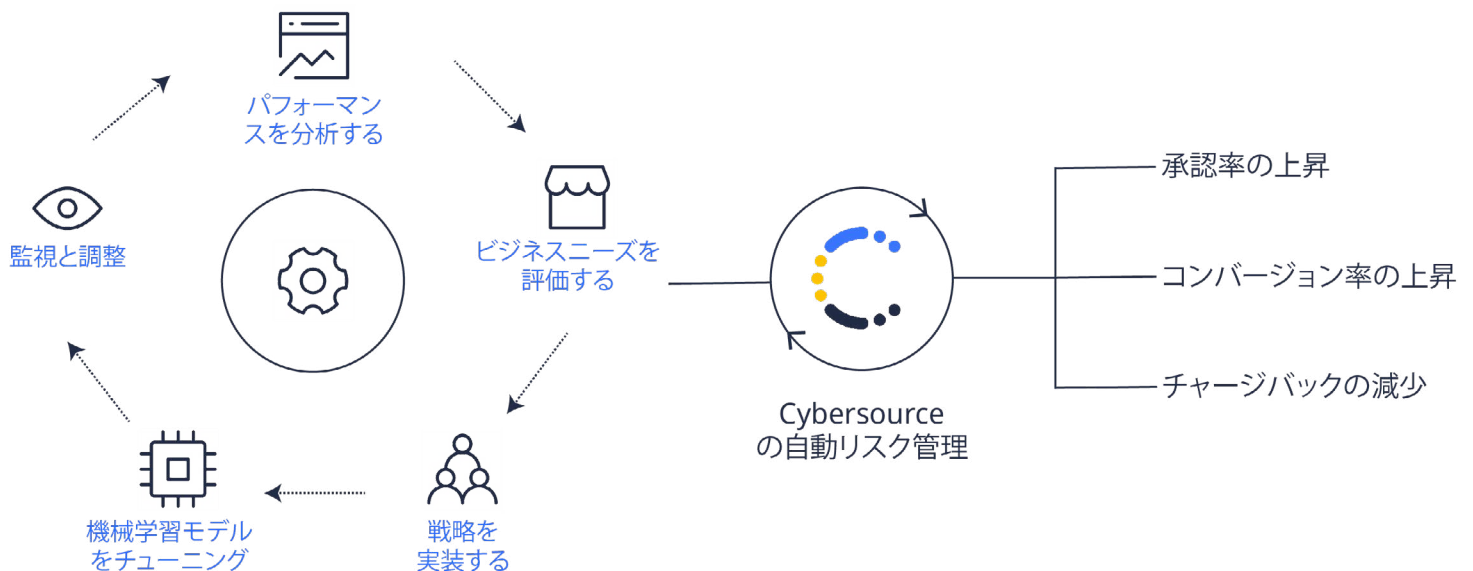 パフォーマン
スを分析する
ビジネスニーズを
評価する
戦略を
実装する
機械学習モデル
をチューニング
監視と調整
Cybersource
の自動リスク管理
承認率の上昇
コンバージョン率の上昇
チャージバックの減少